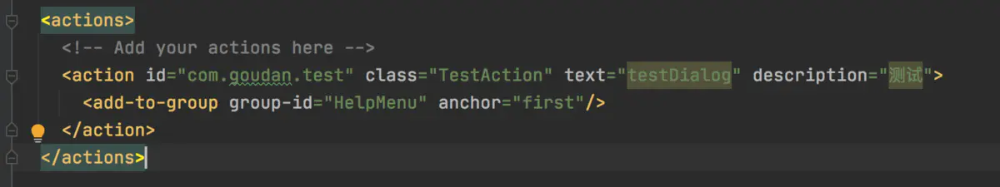 <actions>
<!-- Add your actions here -->
<action id="com.goudan.test" class="TestAction" text="testDialog" description="测试">
<add-to-group group-id="HelpMenu" anchor="first"/>
</action>
</actions>